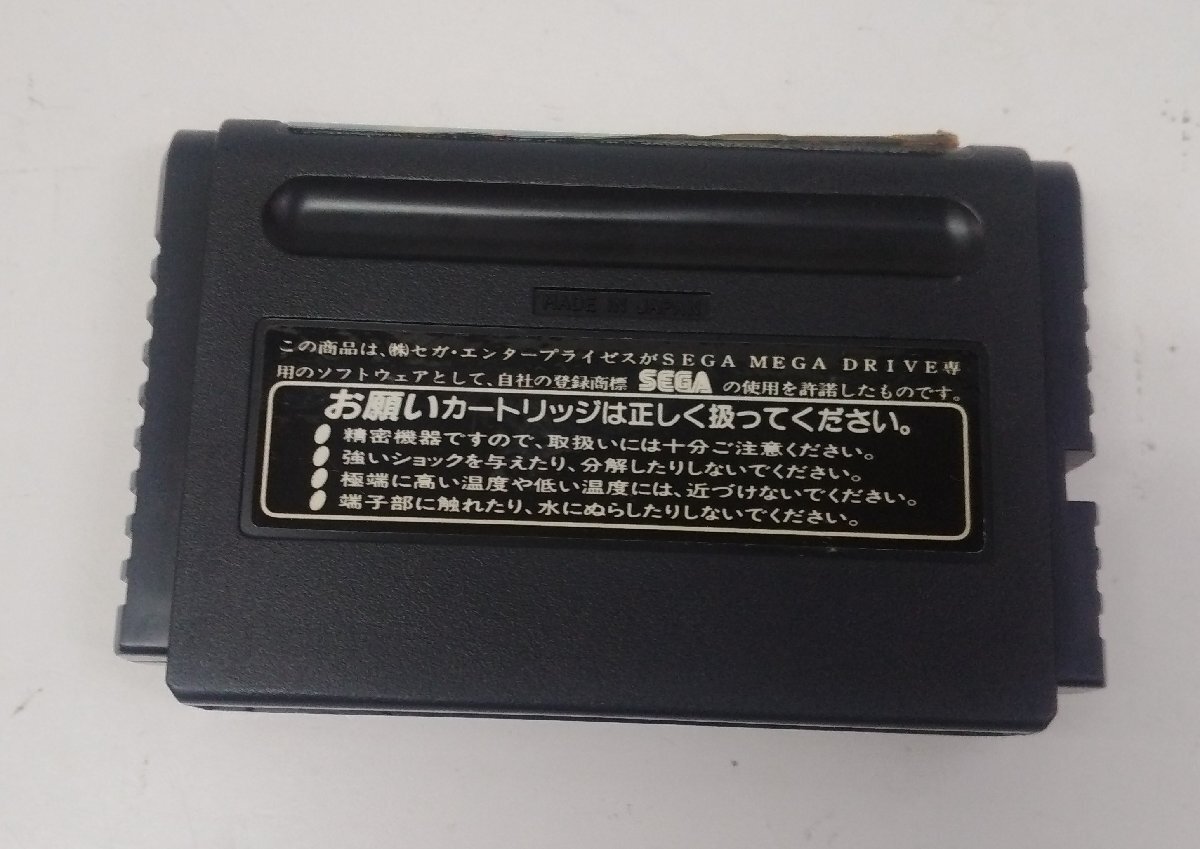 MADE IN JAPAN
この商品は、㈱セガ・エンタープライゼスがSEGA MEGA DRIVE専
用のソフトウェアとして、自社の登録商標 SEGA の使用を許諾したものです。
お願いカートリッジは正しく扱ってください。
●精密機器ですので、取扱いには十分ご注意ください。
●強いショックを与えたり、分解したりしないでください。
●極端に高い温度や低い温度には、近づけないでください。
●端子部に触れたり、水にぬらしたりしないでください。